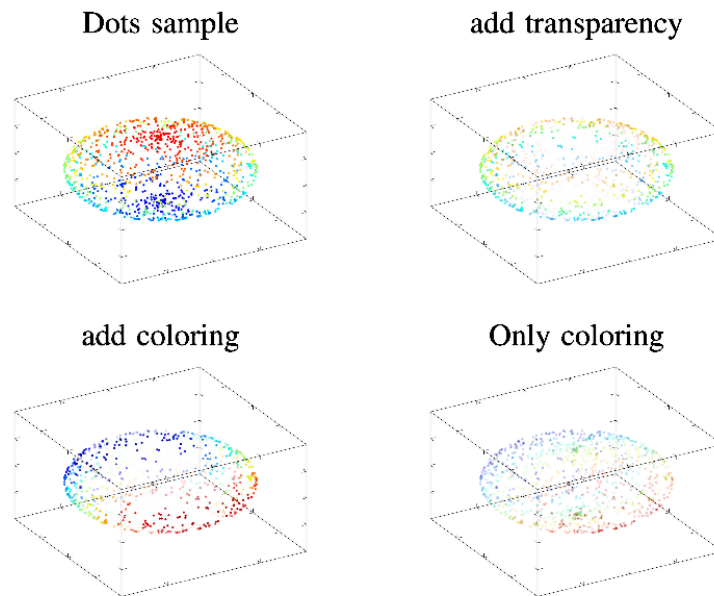 Dots sample
add transparency
add coloring
Only coloring